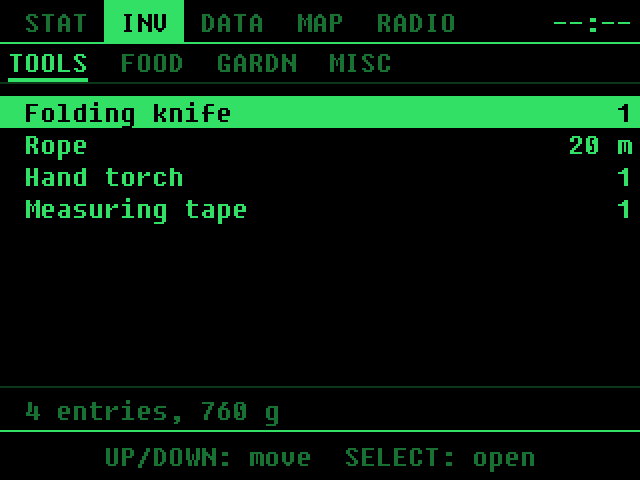 STAT INV DATA MAP RADIO --:--
TOOLS FOOD GARDN MISC
Folding knife 1
Rope 20 m
Hand torch 1
Measuring tape 1
4 entries, 760 g
UP/DOWN: move SELECT: open